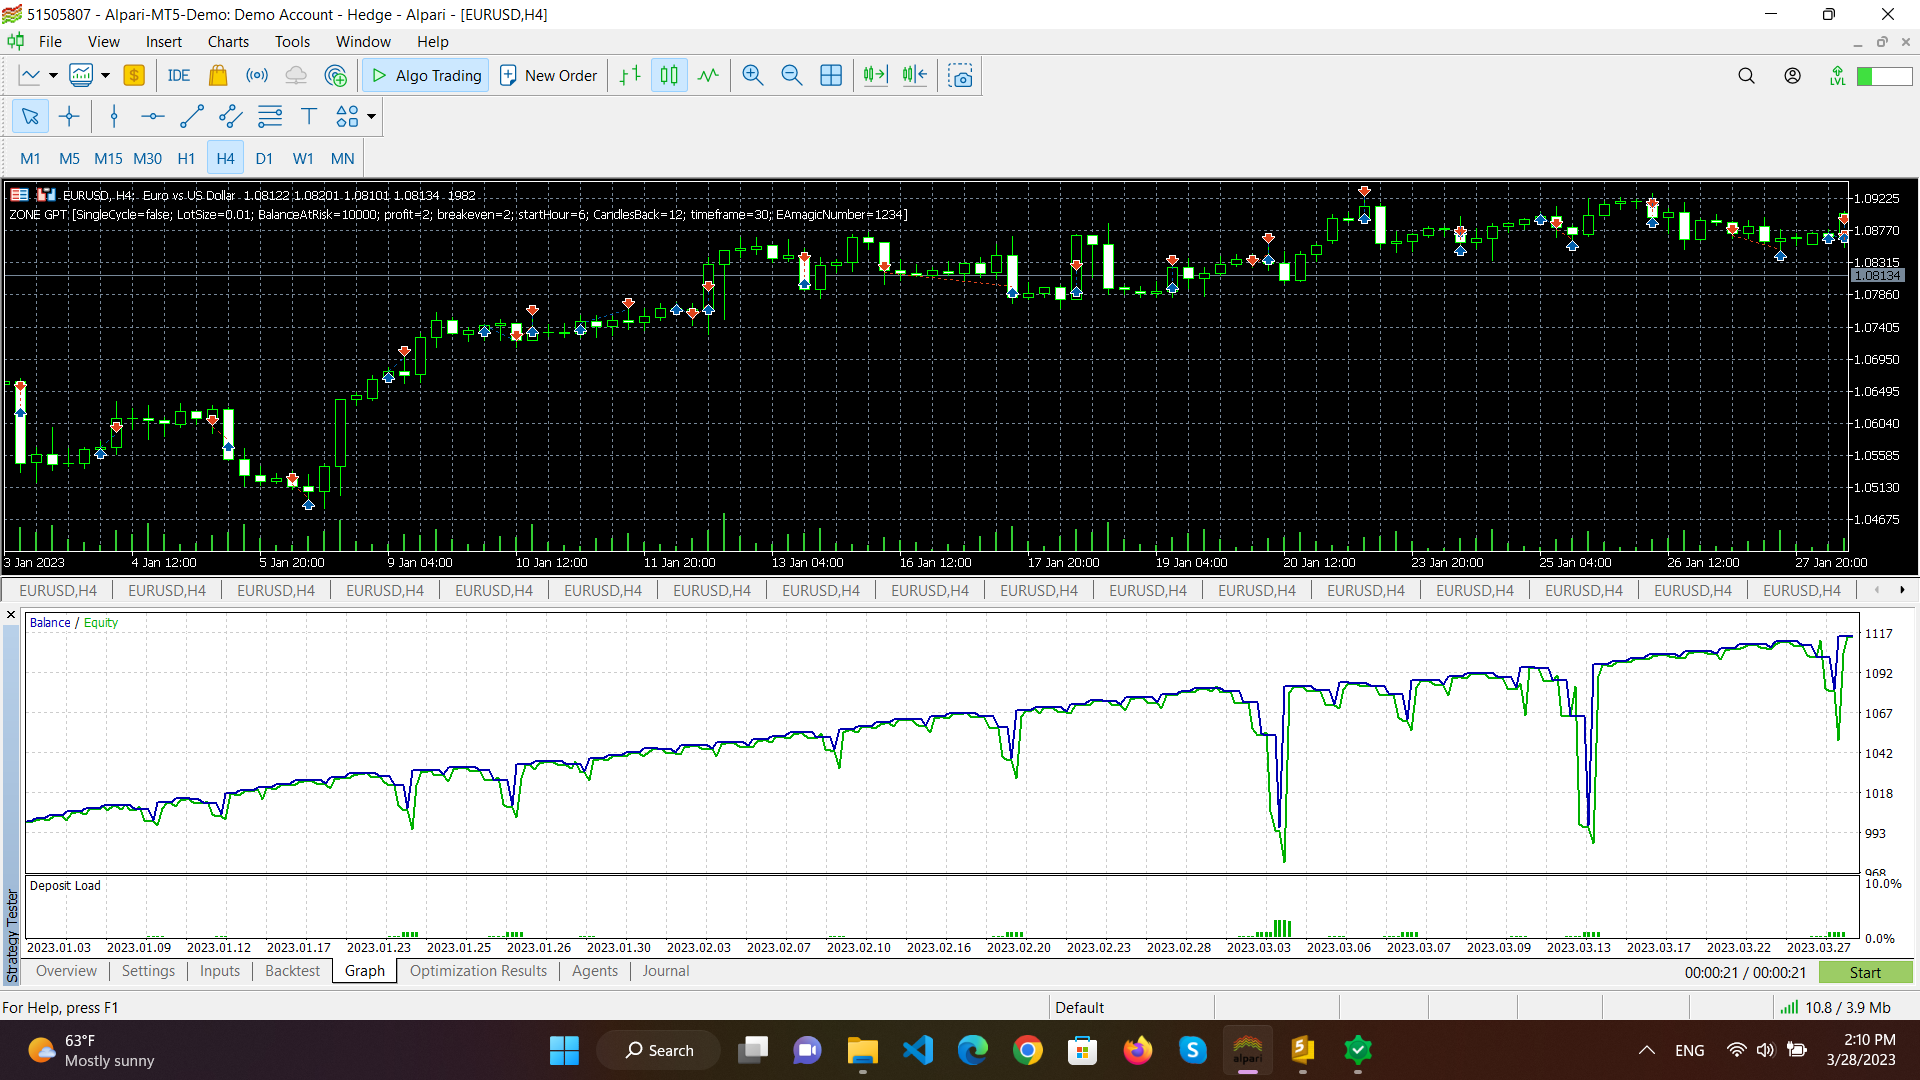 51505807 - Alpari-MT5-Demo: Demo Account - Hedge - Alpari - [EURUSD,H4]
File View Insert Charts Tools Window Help
IDE Algo Trading New Order LVL
M1 M5 M15 M30 H1 H4 D1 W1 MN
EURUSD, H4: Euro vs US Dollar 1.08122 1.08201 1.08101 1.08134 1982
ZONE GPT [SingleCycle=false; LotSize=0.01; BalanceAtRisk=10000; profit=2; breakeven=2; startHour=6; CandlesBack=12; timeframe=30; EAmagicNumber=1234]
1.09225
1.08770
1.08315
1.08134
1.07860
1.07405
1.06950
1.06495
1.06040
1.05585
1.05130
1.04675
3 Jan 2023 4 Jan 12:00 5 Jan 20:00 9 Jan 04:00 10 Jan 12:00 11 Jan 20:00 13 Jan 04:00 16 Jan 12:00 17 Jan 20:00 19 Jan 04:00 20 Jan 12:00 23 Jan 20:00 25 Jan 04:00 26 Jan 12:00 27 Jan 20:00
EURUSD,H4 EURUSD,H4 EURUSD,H4 EURUSD,H4 EURUSD,H4 EURUSD,H4 EURUSD,H4 EURUSD,H4 EURUSD,H4 EURUSD,H4 EURUSD,H4 EURUSD,H4 EURUSD,H4 EURUSD,H4 EURUSD,H4 EURUSD,H4 EURUSD,H4
Balance / Equity
1117
1092
1067
1042
1018
993
968
Deposit Load
10.0%
0.0%
2023.01.03 2023.01.09 2023.01.12 2023.01.17 2023.01.23 2023.01.25 2023.01.26 2023.01.30 2023.02.03 2023.02.07 2023.02.10 2023.02.16 2023.02.20 2023.02.23 2023.02.28 2023.03.03 2023.03.06 2023.03.07 2023.03.09 2023.03.13 2023.03.17 2023.03.22 2023.03.27
Strategy Tester
Overview Settings Inputs Backtest Graph Optimization Results Agents Journal 00:00:21 / 00:00:21 Start
For Help, press F1 Default 10.8 / 3.9 Mb
63°F
Mostly sunny
Search
alpari
ENG
2:10 PM
3/28/2023